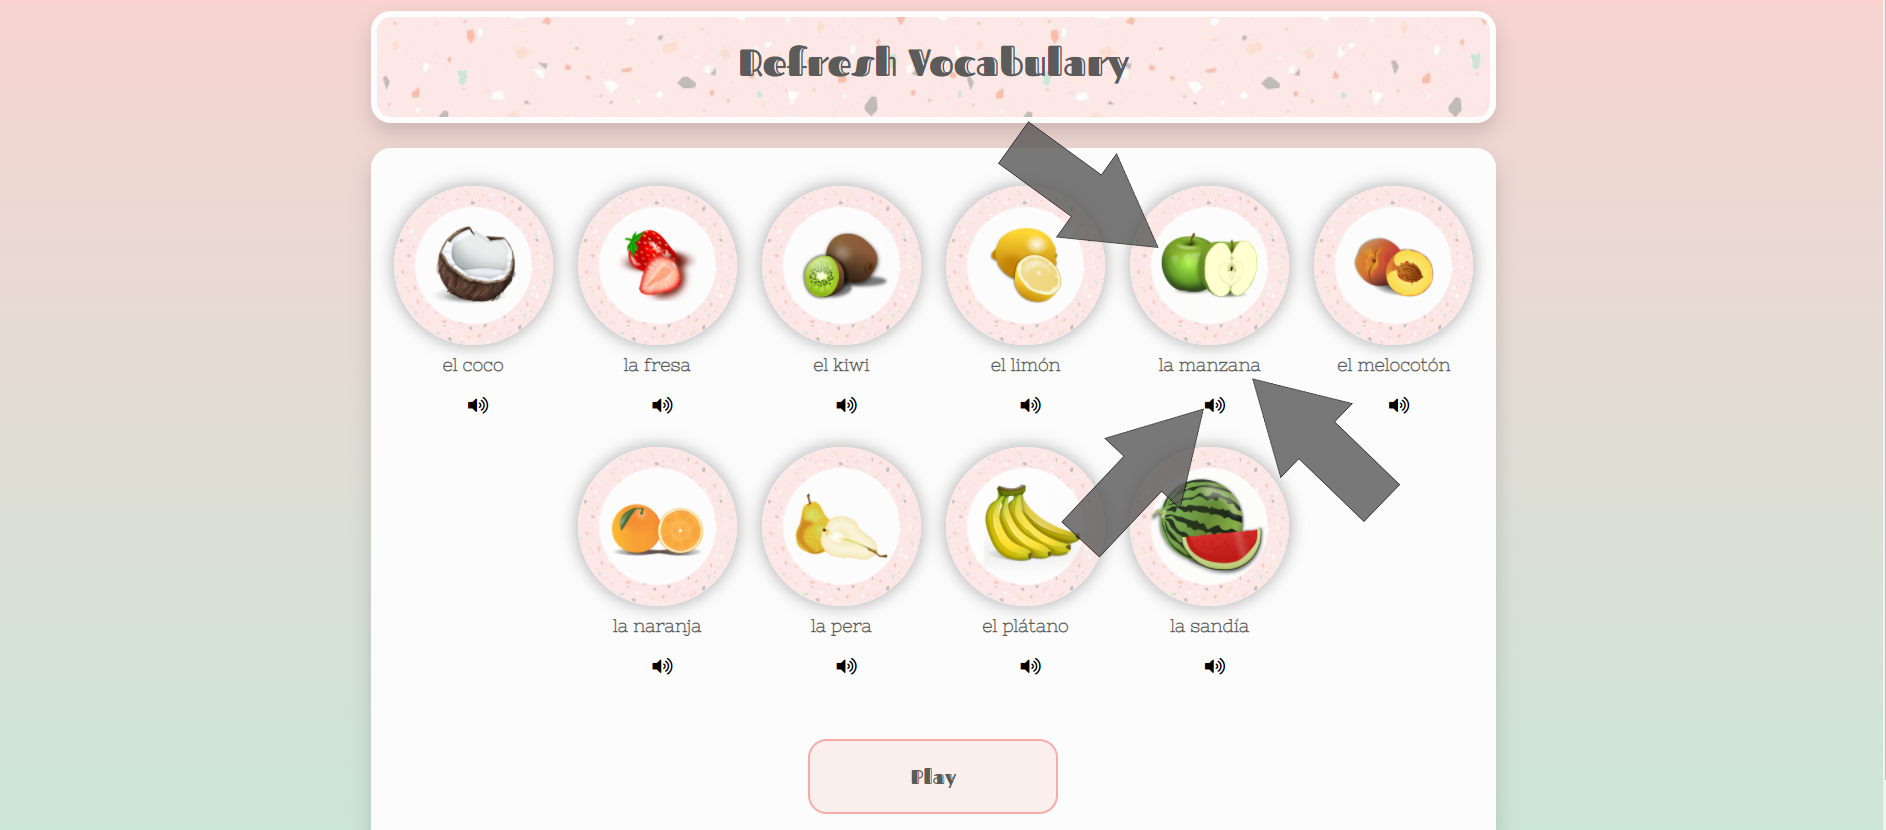 Refresh Vocabulary
el coco
la fresa
el kiwi
el limón
la manzana
el melocotón
la naranja
la pera
el plátano
la sandía
Play